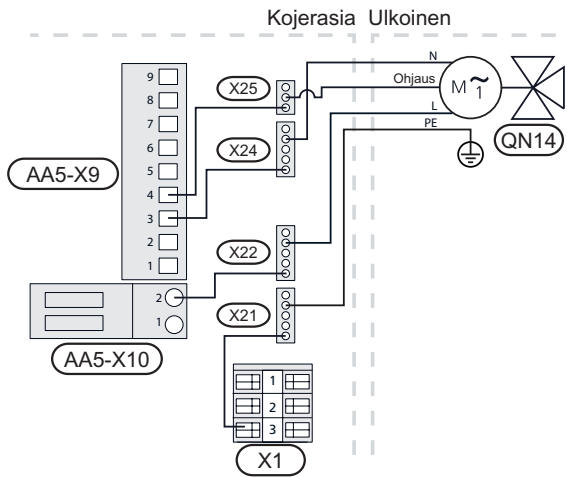 Kojerasia Ulkoinen
N
Ohjaus
L
PE
M ~ 1
QN14
X25
X24
X22
X21
9
8
7
6
5
4
3
2
1
AA5-X9
2
1
AA5-X10
1
2
3
X1